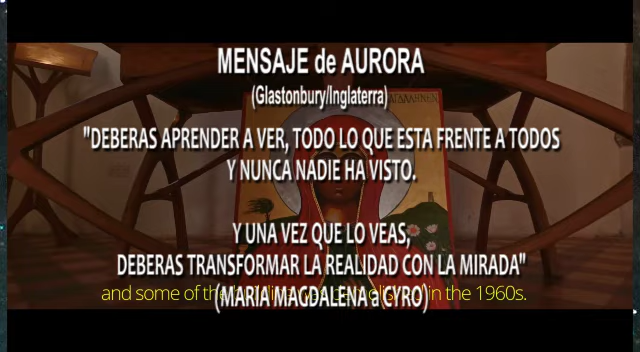 MENSAJE de AURORA
(Glastonbury/Inglaterra)
"DEBERAS APRENDER A VER, TODO LO QUE ESTA FRENTE A TODOS
Y NUNCA NADIE HA VISTO.
Y UNA VEZ QUE LO VEAS,
DEBERAS TRANSFORMAR LA REALIDAD CON LA MIRADA"
and some of the in the 1960s.
(MARIA MAGDALENA a CYRO)